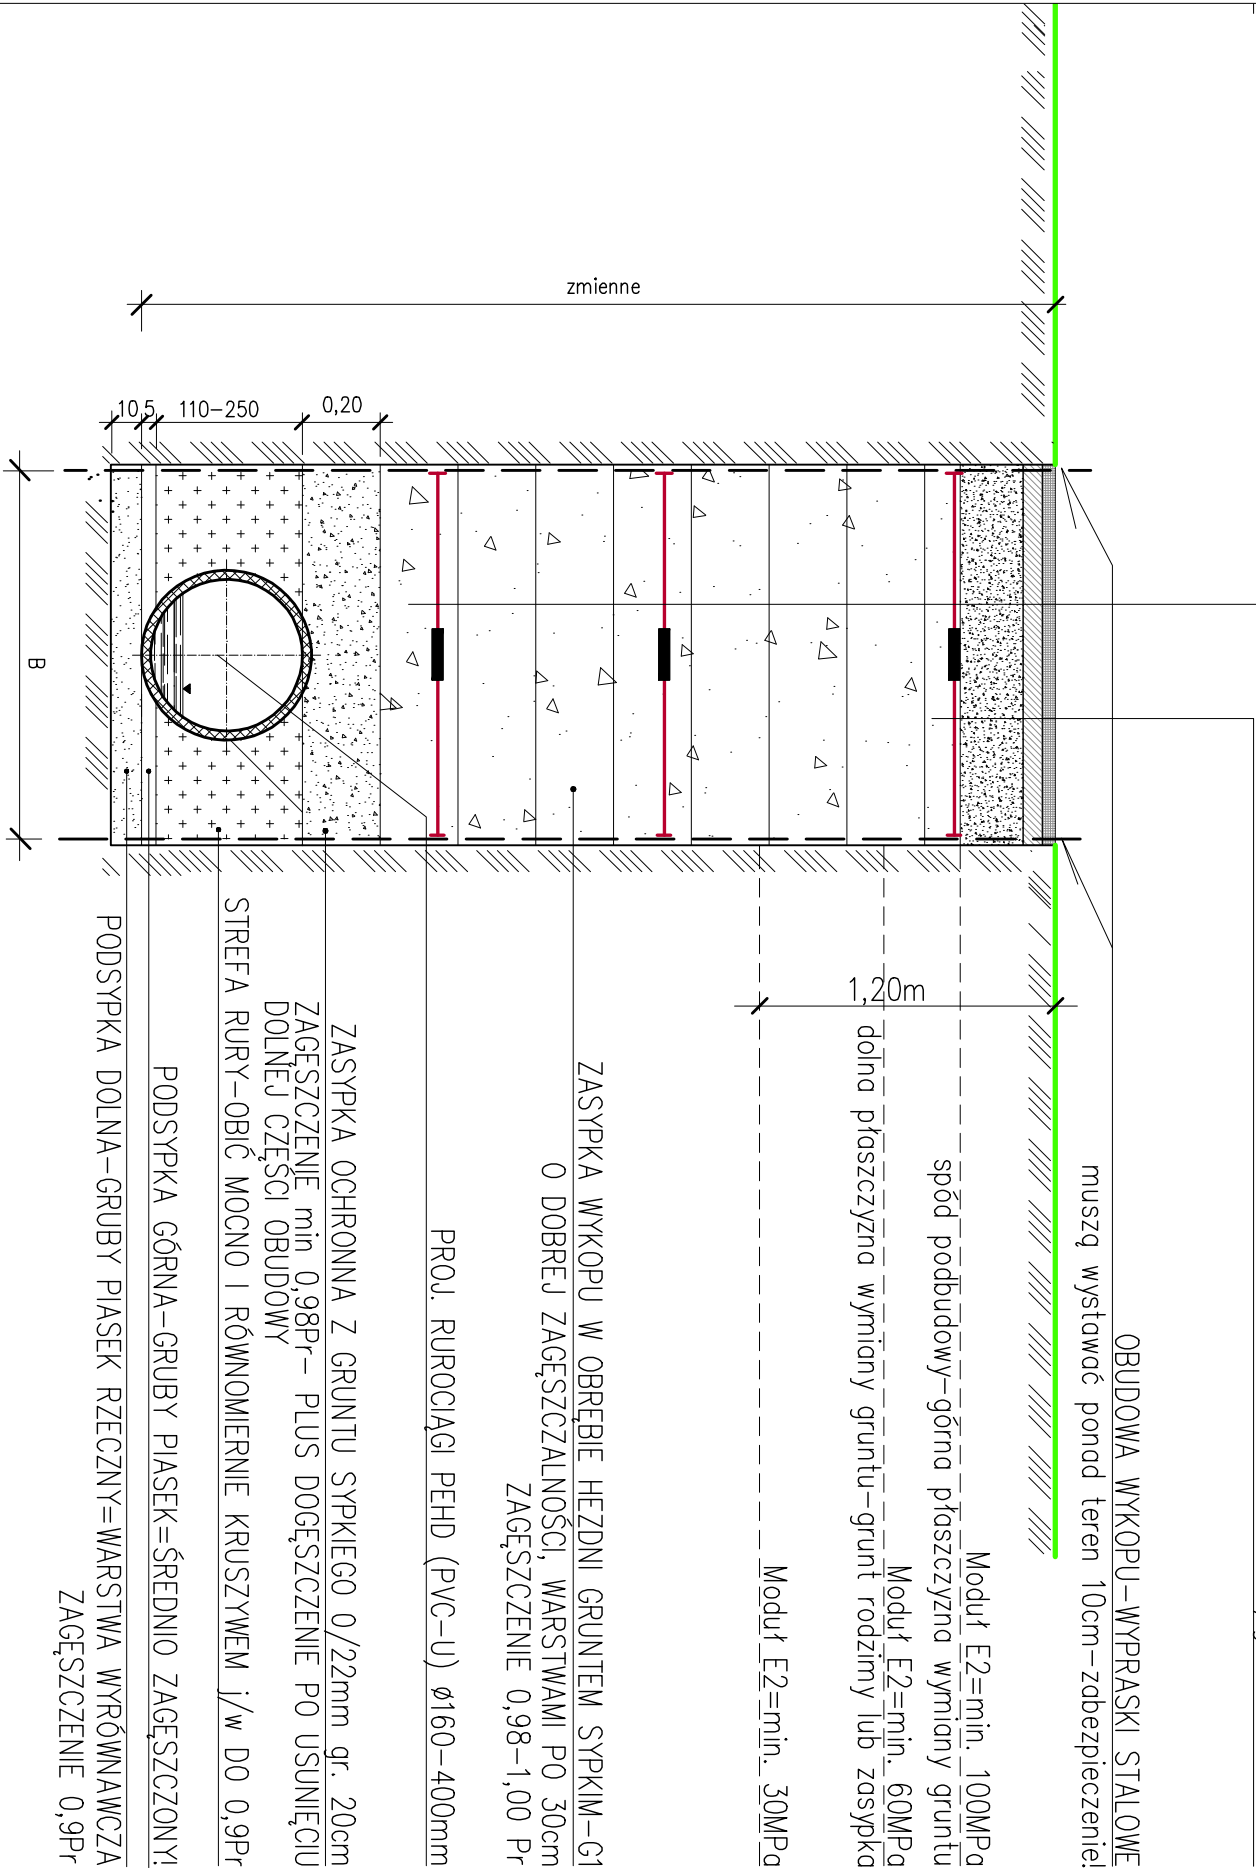 OBUDOWA WYKOPU-WYPRASKI STALOWE
muszą wystawać ponad teren 10cm-zabezpieczenie!
Moduł E2=min. 100MPa
spód podbudowy-górna płaszczyzna wymiany gruntu
Moduł E2=min. 60MPa
dolna płaszczyzna wymiany gruntu-grunt rodzimy lub zasypka
Moduł E2=min. 30MPa
1,20m
zmienne
ZASYPKA WYKOPU W OBRĘBIE HEZDNI GRUNTEM SYPKIM-G1
O DOBREJ ZAGĘSZCZALNOŚCI, WARSTWAMI PO 30cm
ZAGĘSZCZENIE 0,98-1,00 Pr
PROJ. RUROCIĄGI PEHD (PVC-U) ø160-400mm
ZASYPKA OCHRONNA Z GRUNTU SYPKIEGO 0/22mm gr. 20cm
ZAGĘSZCZENIE min 0,98Pr- PLUS DOGĘSZCZENIE PO USUNIĘCIU
DOLNEJ CZĘŚCI OBUDOWY
STREFA RURY-OBIĆ MOCNO I RÓWNOMIERNIE KRUSZYWEM j/w DO 0,9Pr
PODSYPKA GÓRNA-GRUBY PIASEK=ŚREDNIO ZAGĘSZCZONY!
PODSYPKA DOLNA-GRUBY PIASEK RZECZNY=WARSTWA WYRÓWNAWCZA
ZAGĘSZCZENIE 0,9Pr
0,20
110-250
5
10
B